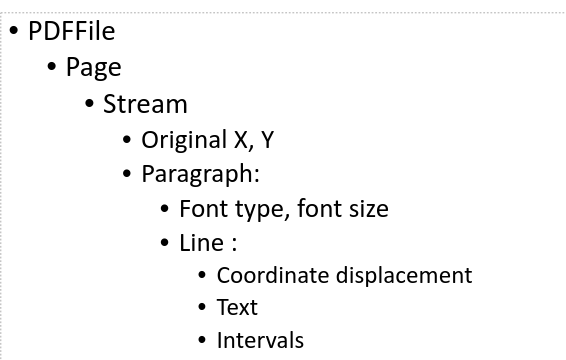 • PDFFile
• Page
• Stream
• Original X, Y
• Paragraph:
• Font type, font size
• Line :
• Coordinate displacement
• Text
• Intervals